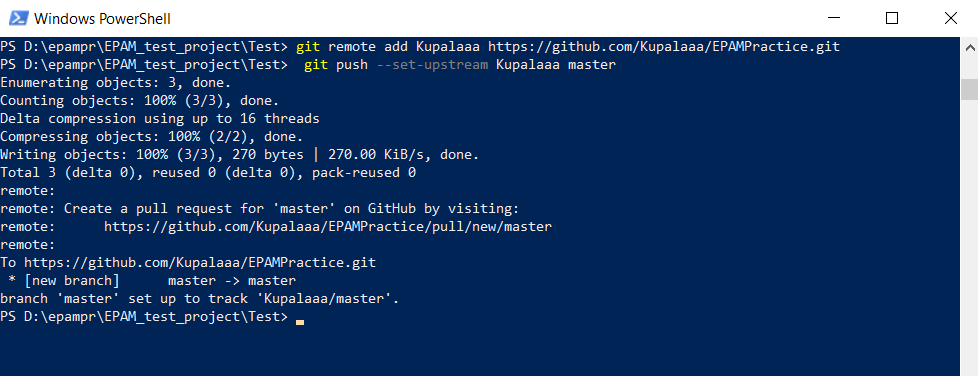 Windows PowerShell
PS D:\epampr\EPAM_test_project\Test> git remote add Kupalaaa https://github.com/Kupalaaa/EPAMPractice.git
PS D:\epampr\EPAM_test_project\Test>  git push --set-upstream Kupalaaa master
Enumerating objects: 3, done.
Counting objects: 100% (3/3), done.
Delta compression using up to 16 threads
Compressing objects: 100% (2/2), done.
Writing objects: 100% (3/3), 270 bytes | 270.00 KiB/s, done.
Total 3 (delta 0), reused 0 (delta 0), pack-reused 0
remote:
remote: Create a pull request for 'master' on GitHub by visiting:
remote:      https://github.com/Kupalaaa/EPAMPractice/pull/new/master
remote:
To https://github.com/Kupalaaa/EPAMPractice.git
 * [new branch]      master -> master
branch 'master' set up to track 'Kupalaaa/master'.
PS D:\epampr\EPAM_test_project\Test>